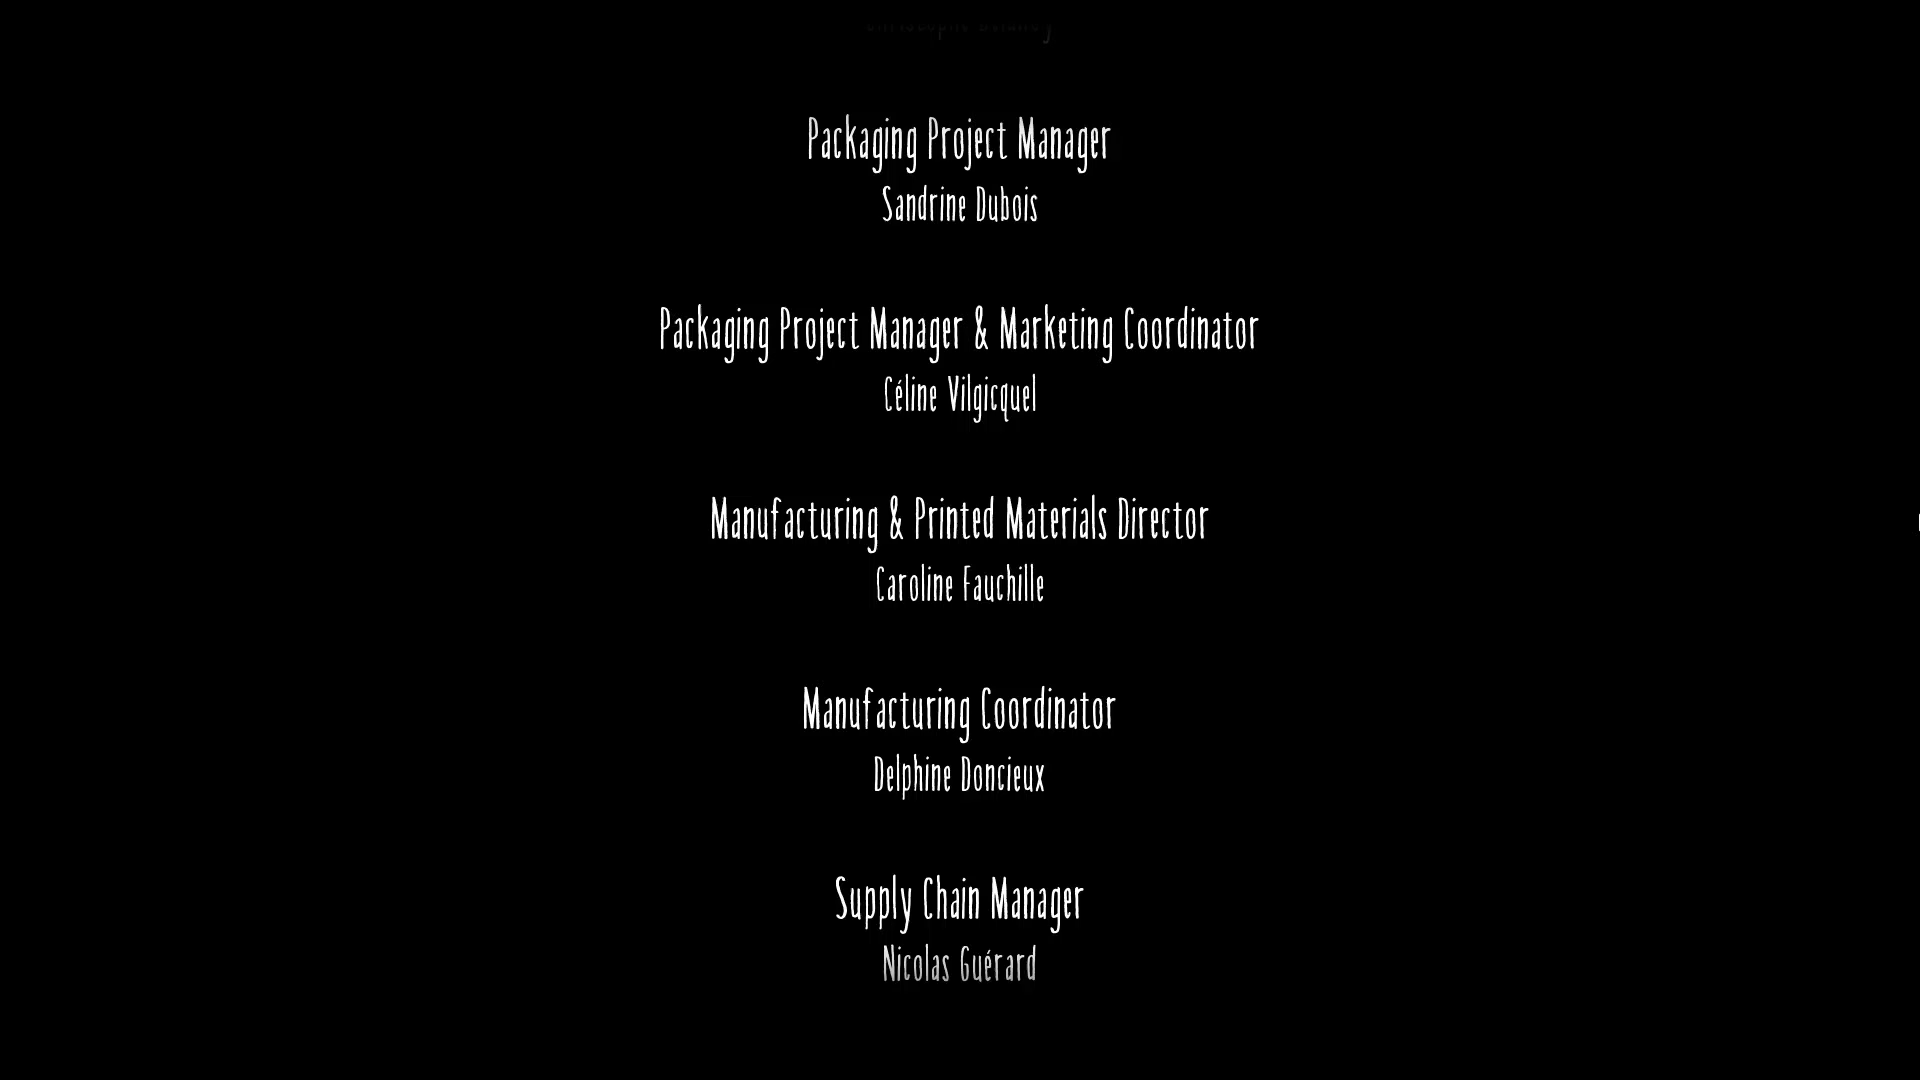 Packaging Project Manager
Sandrine Dubois
Packaging Project Manager & Marketing Coordinator
Céline Vilgicquel
Manufacturing & Printed Materials Director
Caroline Fauchille
Manufacturing Coordinator
Delphine Doncieux
Supply Chain Manager
Nicolas Guérard